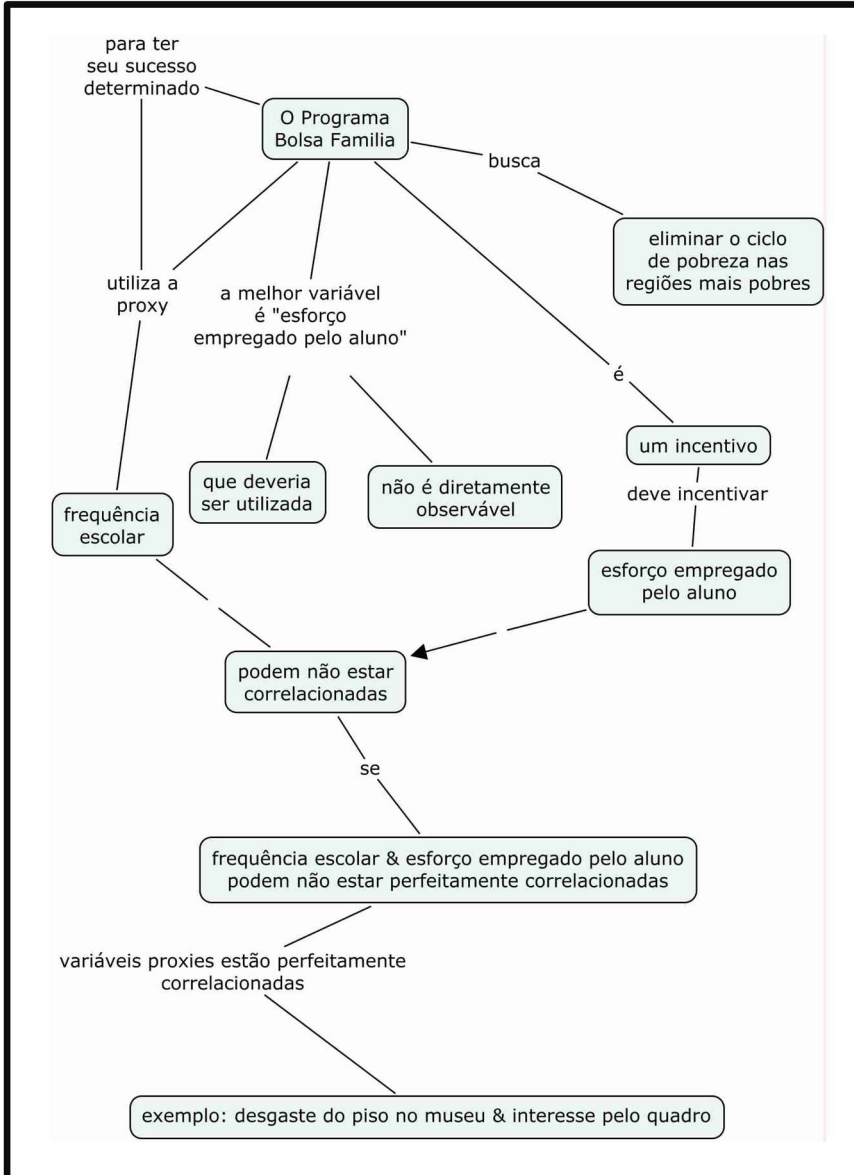 para ter
seu sucesso
determinado
O Programa
Bolsa Familia
busca
eliminar o ciclo
de pobreza nas
regiões mais pobres
utiliza a
proxy
a melhor variável
é "esforço
empregado pelo aluno"
é
um incentivo
que deveria
ser utilizada
não é diretamente
observável
deve incentivar
frequência
escolar
esforço empregado
pelo aluno
podem não estar
correlacionadas
se
frequência escolar & esforço empregado pelo aluno
podem não estar perfeitamente correlacionadas
variáveis proxies estão perfeitamente
correlacionadas
exemplo: desgaste do piso no museu & interesse pelo quadro